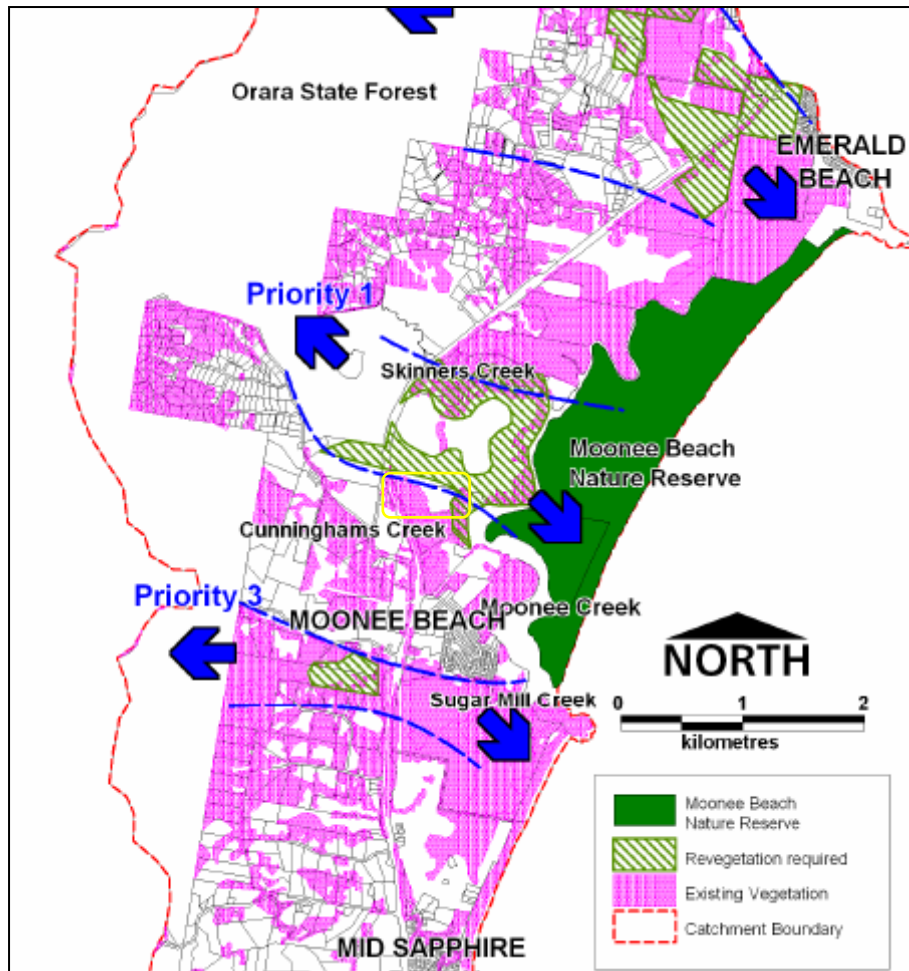 Orara State Forest
EMERALD
BEACH
Priority 1
Skinners Creek
Moonee Beach
Nature Reserve
Cunninghams Creek
Priority 3
MOONEE BEACH
Moonee Creek
NORTH
Sugar Mill Creek
0 1 2
kilometres
Moonee Beach
Nature Reserve
Revegetation required
Existing Vegetation
Catchment Boundary
MID SAPPHIRE